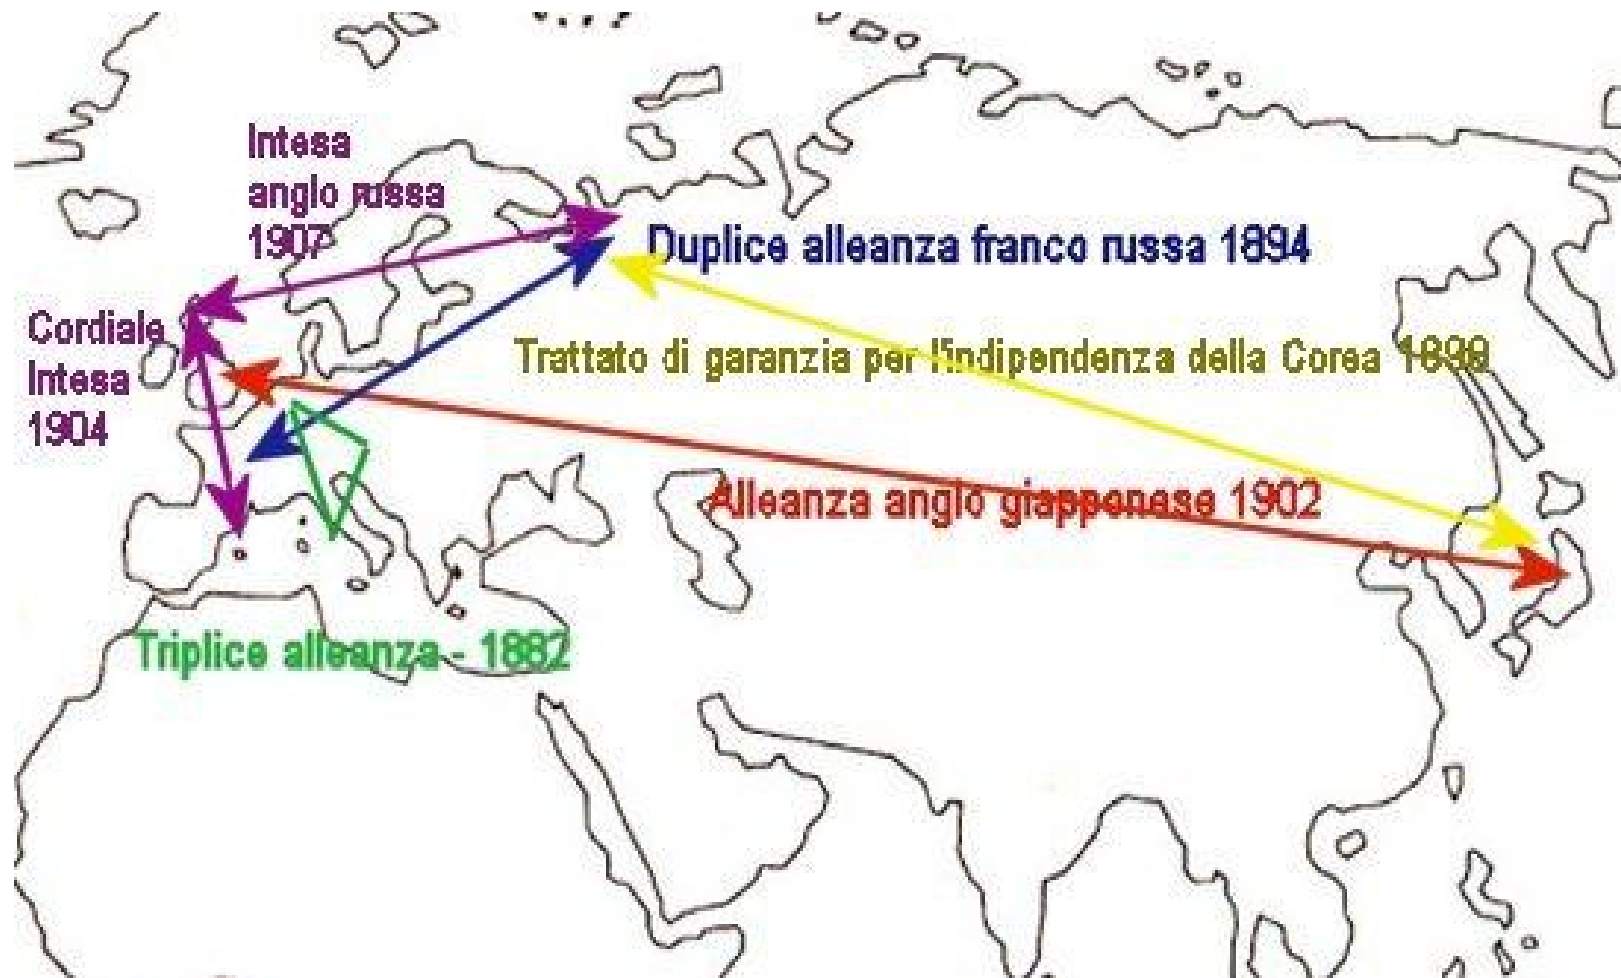 Intesa
anglo russa
1907
Duplice alleanza franco russa 1894
Cordiale
Intesa
1904
Trattato di garanzia per l'indipendenza della Corea
Alleanza anglo giapponese 1902
Triplice alleanza - 1882